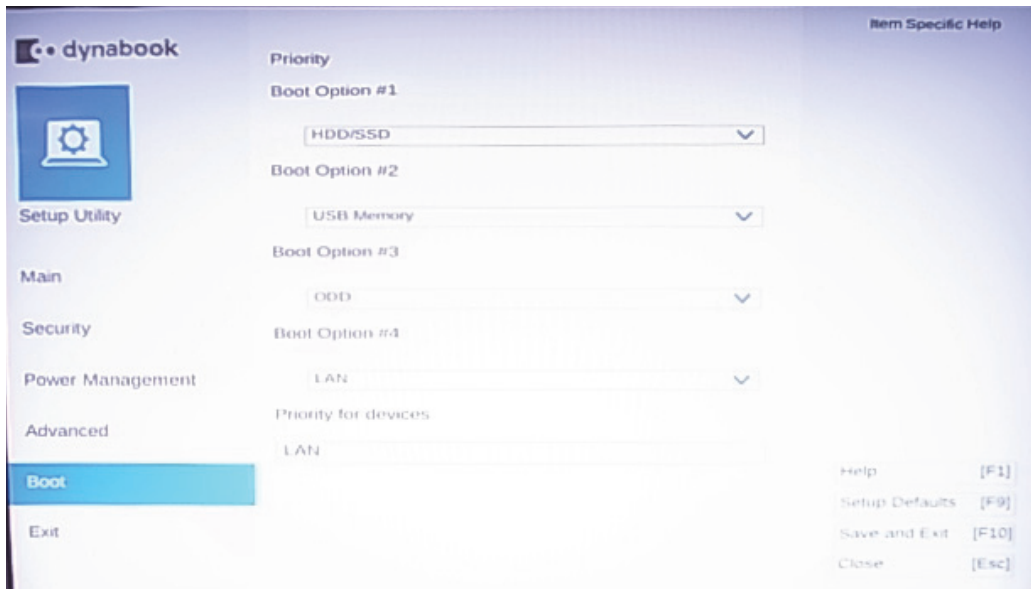 Item Specific Help
dynabook
Setup Utility
Main
Security
Power Management
Advanced
Boot
Exit
Priority
Boot Option #1
HDD/SSD
Boot Option #2
USB Memory
Boot Option #3
ODD
Boot Option #4
LAN
Priority for devices
LAN
Help [F1]
Setup Defaults [F9]
Save and Exit [F10]
Close [Esc]